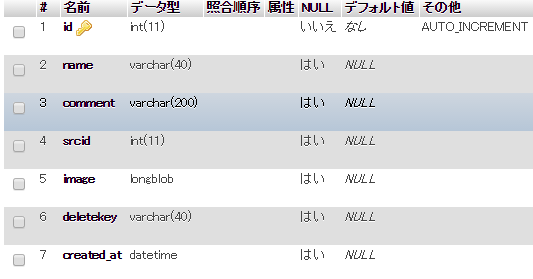 # 名前 データ型 照合順序 属性 NULL デフォルト値 その他
1 id int(11) いいえ なし AUTO_INCREMENT
2 name varchar(40) はい NULL
3 comment varchar(200) はい NULL
4 srcid int(11) はい NULL
5 image longblob はい NULL
6 deletekey varchar(40) はい NULL
7 created_at datetime はい NULL